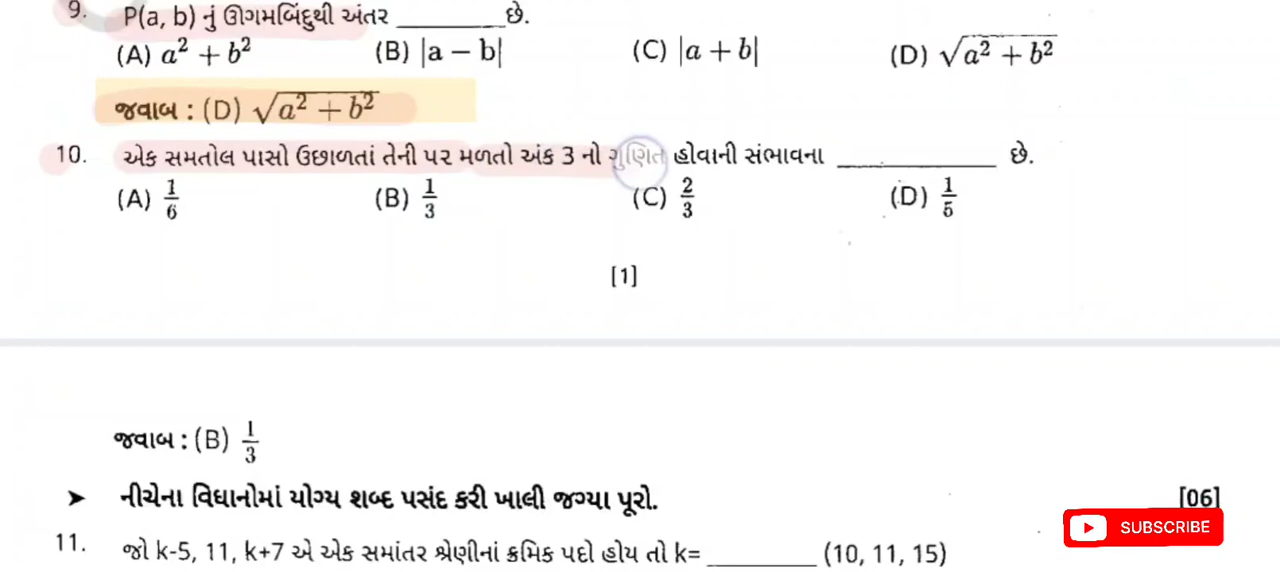 9. P(a, b) નું ઊગમબિંદુથી અંતર ________ છે.
(A) a² + b² (B) |a − b| (C) |a + b| (D) √(a² + b²)
જવાબ : (D) √(a² + b²)
10. એક સમતોલ પાસો ઉછાળતાં તેની પર મળતો અંક 3 નો ગુણિત હોવાની સંભાવના ____________ છે.
(A) 1/6 (B) 1/3 (C) 2/3 (D) 1/5
[1]
જવાબ : (B) 1/3
➤ નીચેના વિધાનોમાં યોગ્ય શબ્દ પસંદ કરી ખાલી જગ્યા પૂરો. [06]
SUBSCRIBE
11. જો k-5, 11, k+7 એ એક સમાંતર શ્રેણીનાં ક્રમિક પદો હોય તો k= ________ (10, 11, 15)